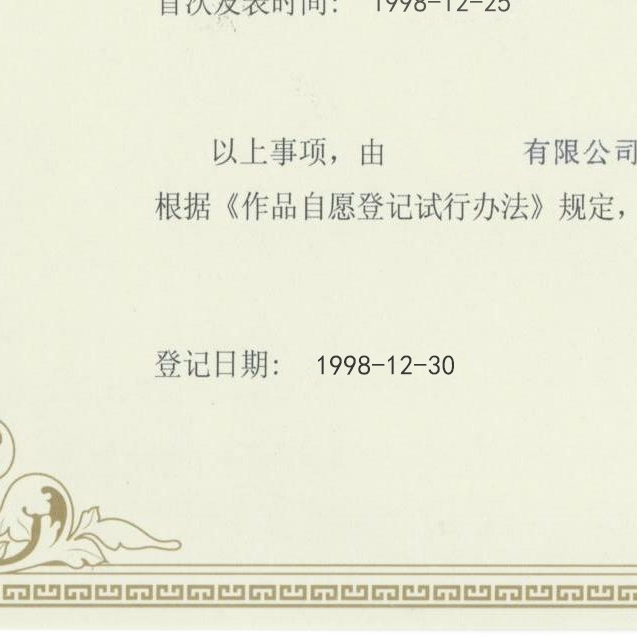 首次发表时间： 1998-12-25
以上事项，由 有限公司
根据《作品自愿登记试行办法》规定，
登记日期： 1998-12-30